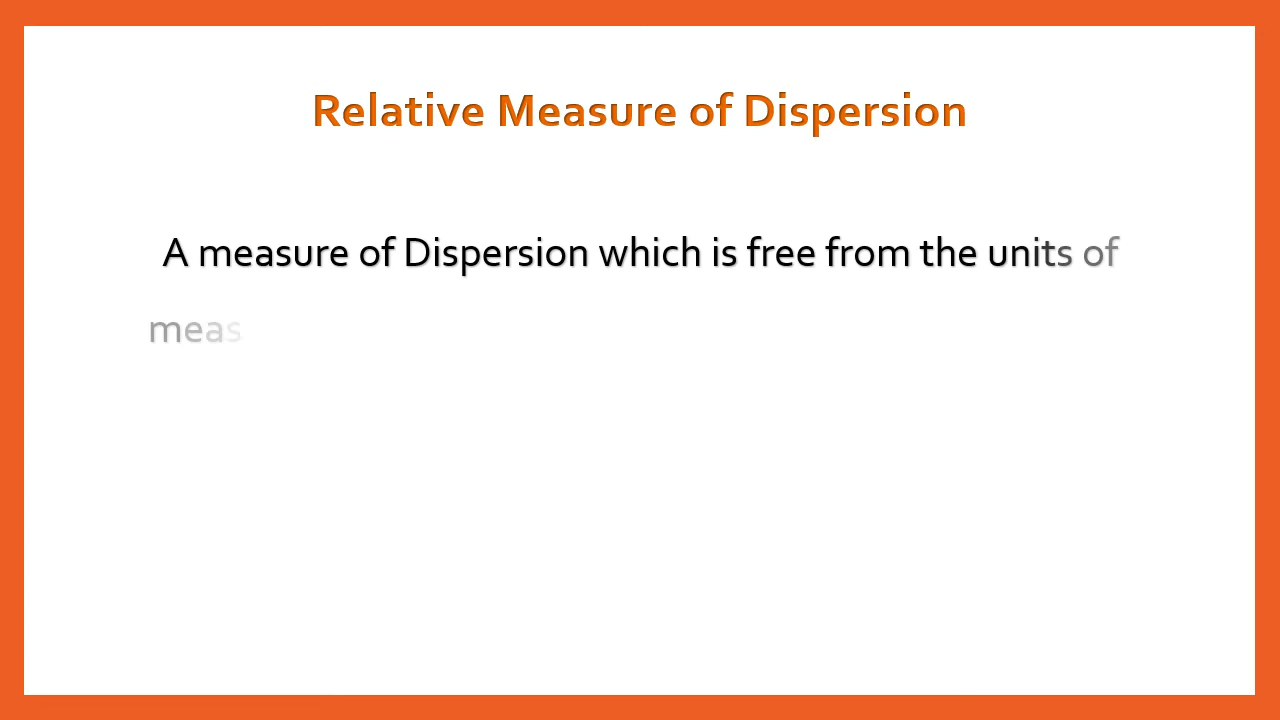 Relative Measure of Dispersion
A measure of Dispersion which is free from the units of
meas